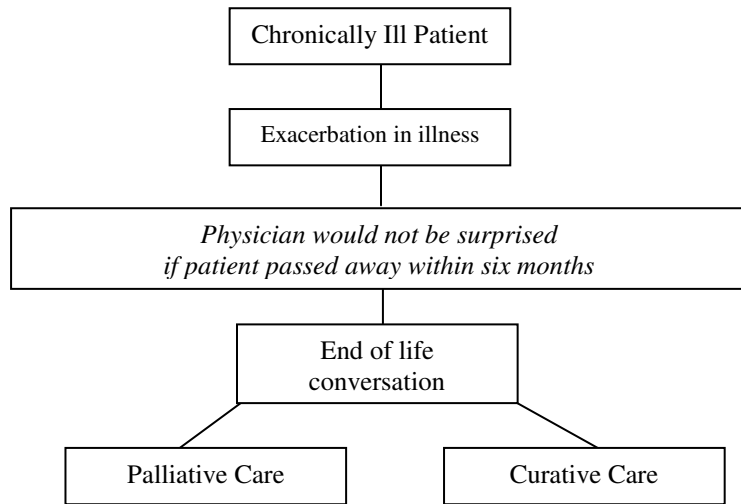 Chronically Ill Patient
Exacerbation in illness
Physician would not be surprised
if patient passed away within six months
End of life
conversation
Palliative Care
Curative Care